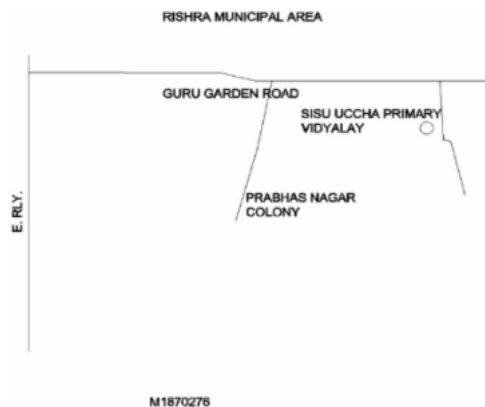 RISHRA MUNICIPAL AREA
GURU GARDEN ROAD
SISU UCCHA PRIMARY
VIDYALAY
PRABHAS NAGAR
COLONY
E. RLY.
M1870276